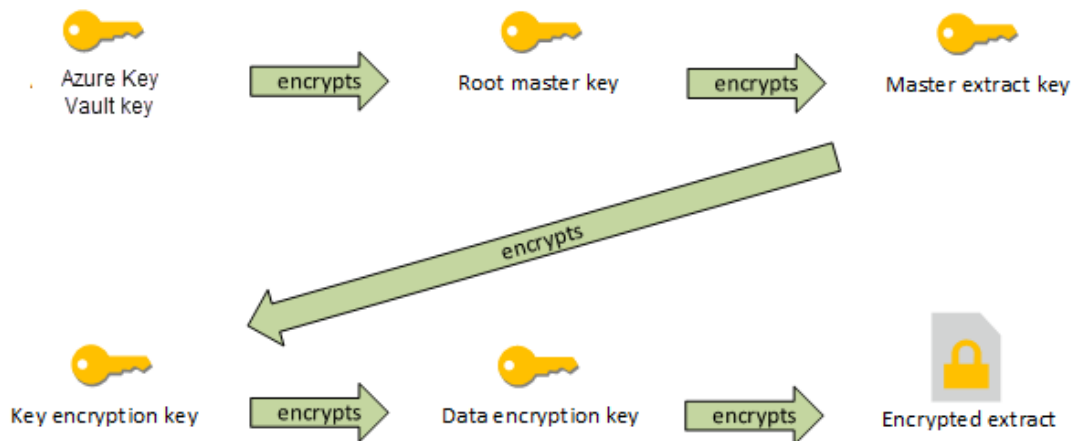 Azure Key
Vault key
encrypts
Root master key
encrypts
Master extract key
encrypts
Key encryption key
encrypts
Data encryption key
encrypts
Encrypted extract